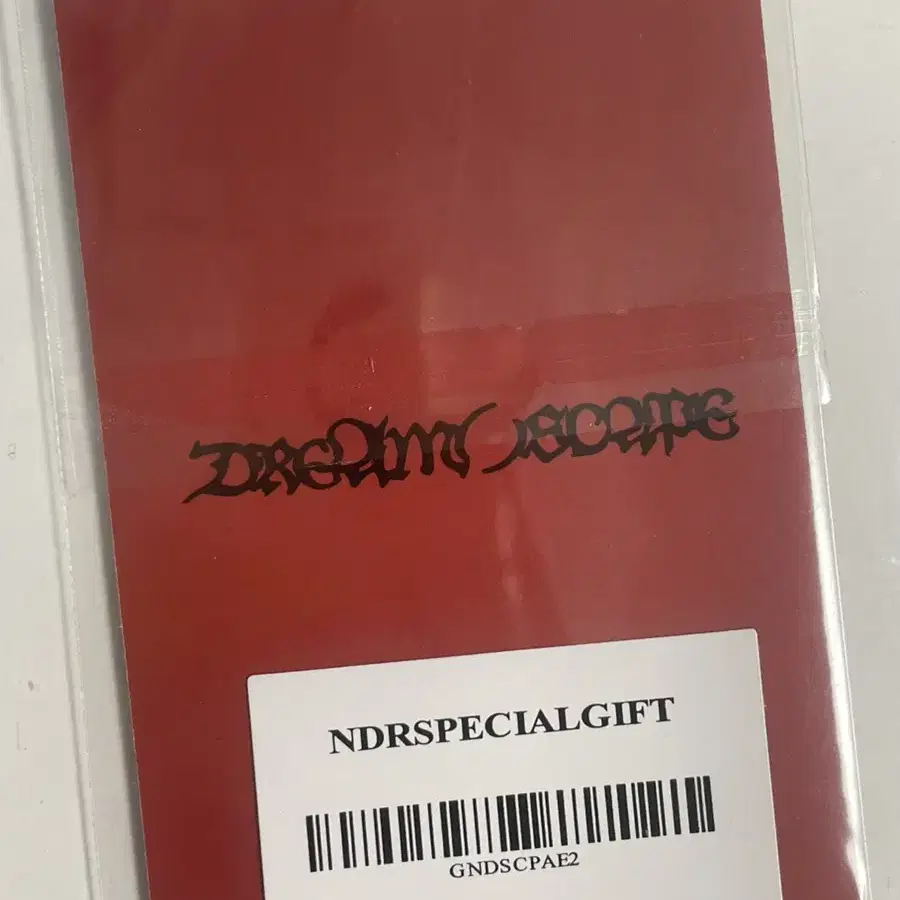 DREAM( )SCAPE
NDRSPECIALGIFT
GNDSCPAE2